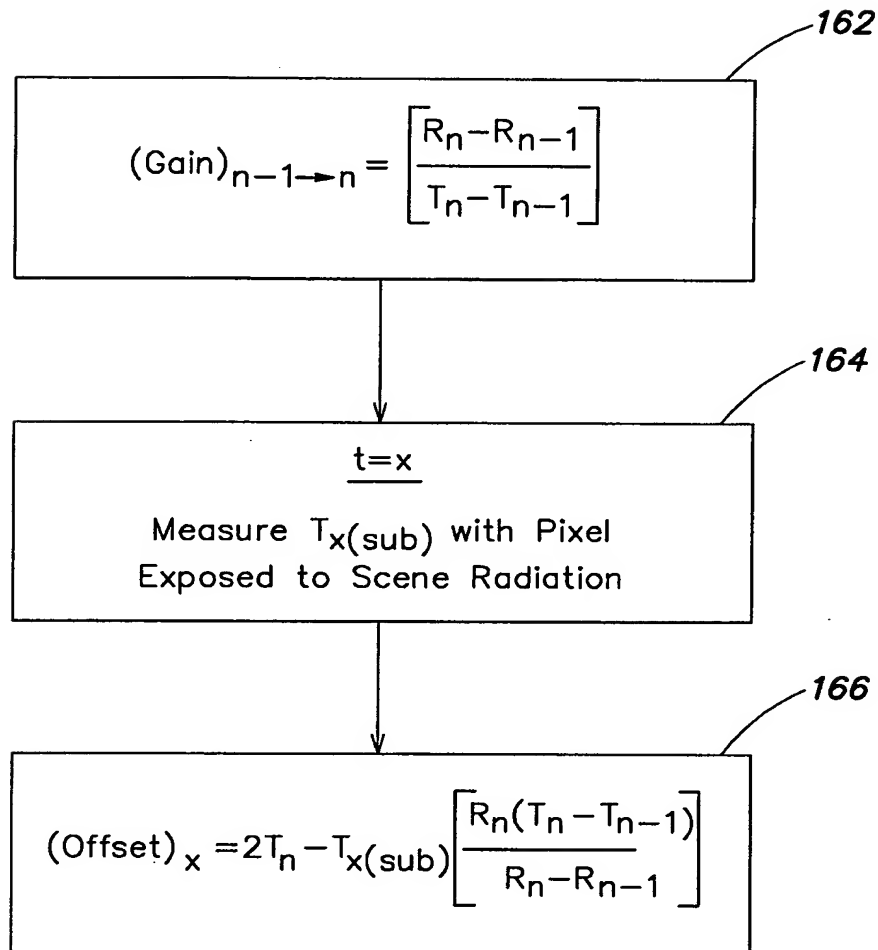 162
(Gain)n-1→n = [Rn-Rn-1 / Tn-Tn-1]
164
t=x
Measure Tx(sub) with Pixel
Exposed to Scene Radiation
166
(Offset)x =2Tn-Tx(sub)[Rn(Tn-Tn-1) / Rn-Rn-1]